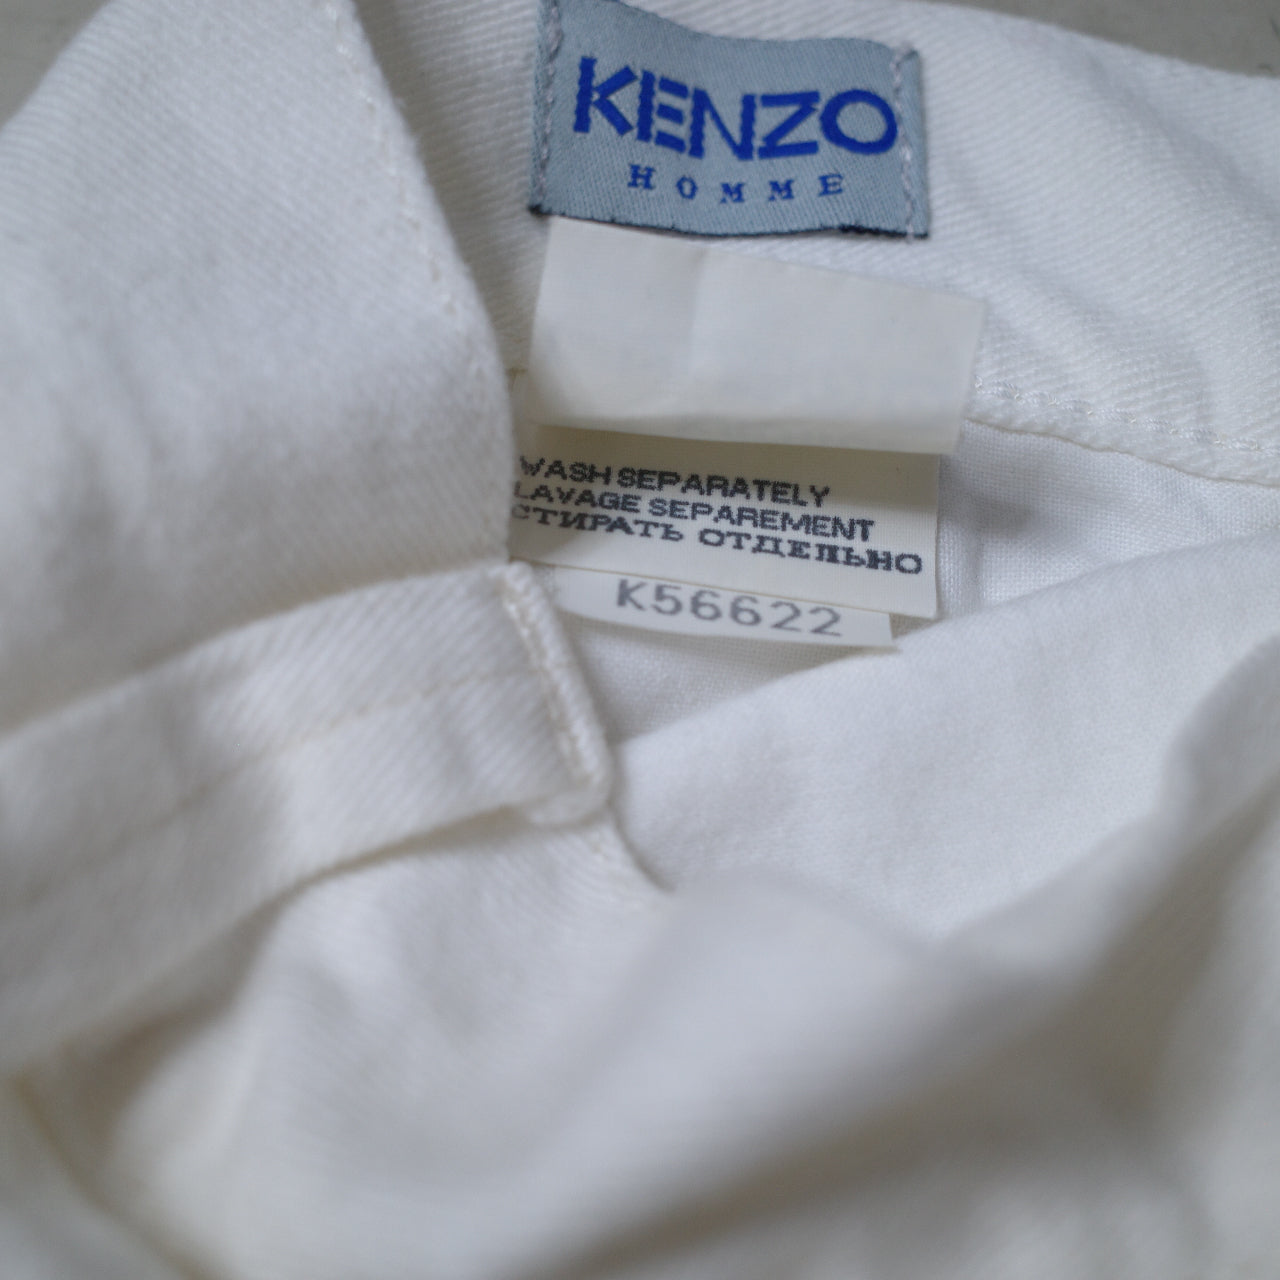 KENZO
HOMME
WASH SEPARATELY
LAVAGE SEPAREMENT
СТИРАТЬ ОТДЕЛЬНО
K56622